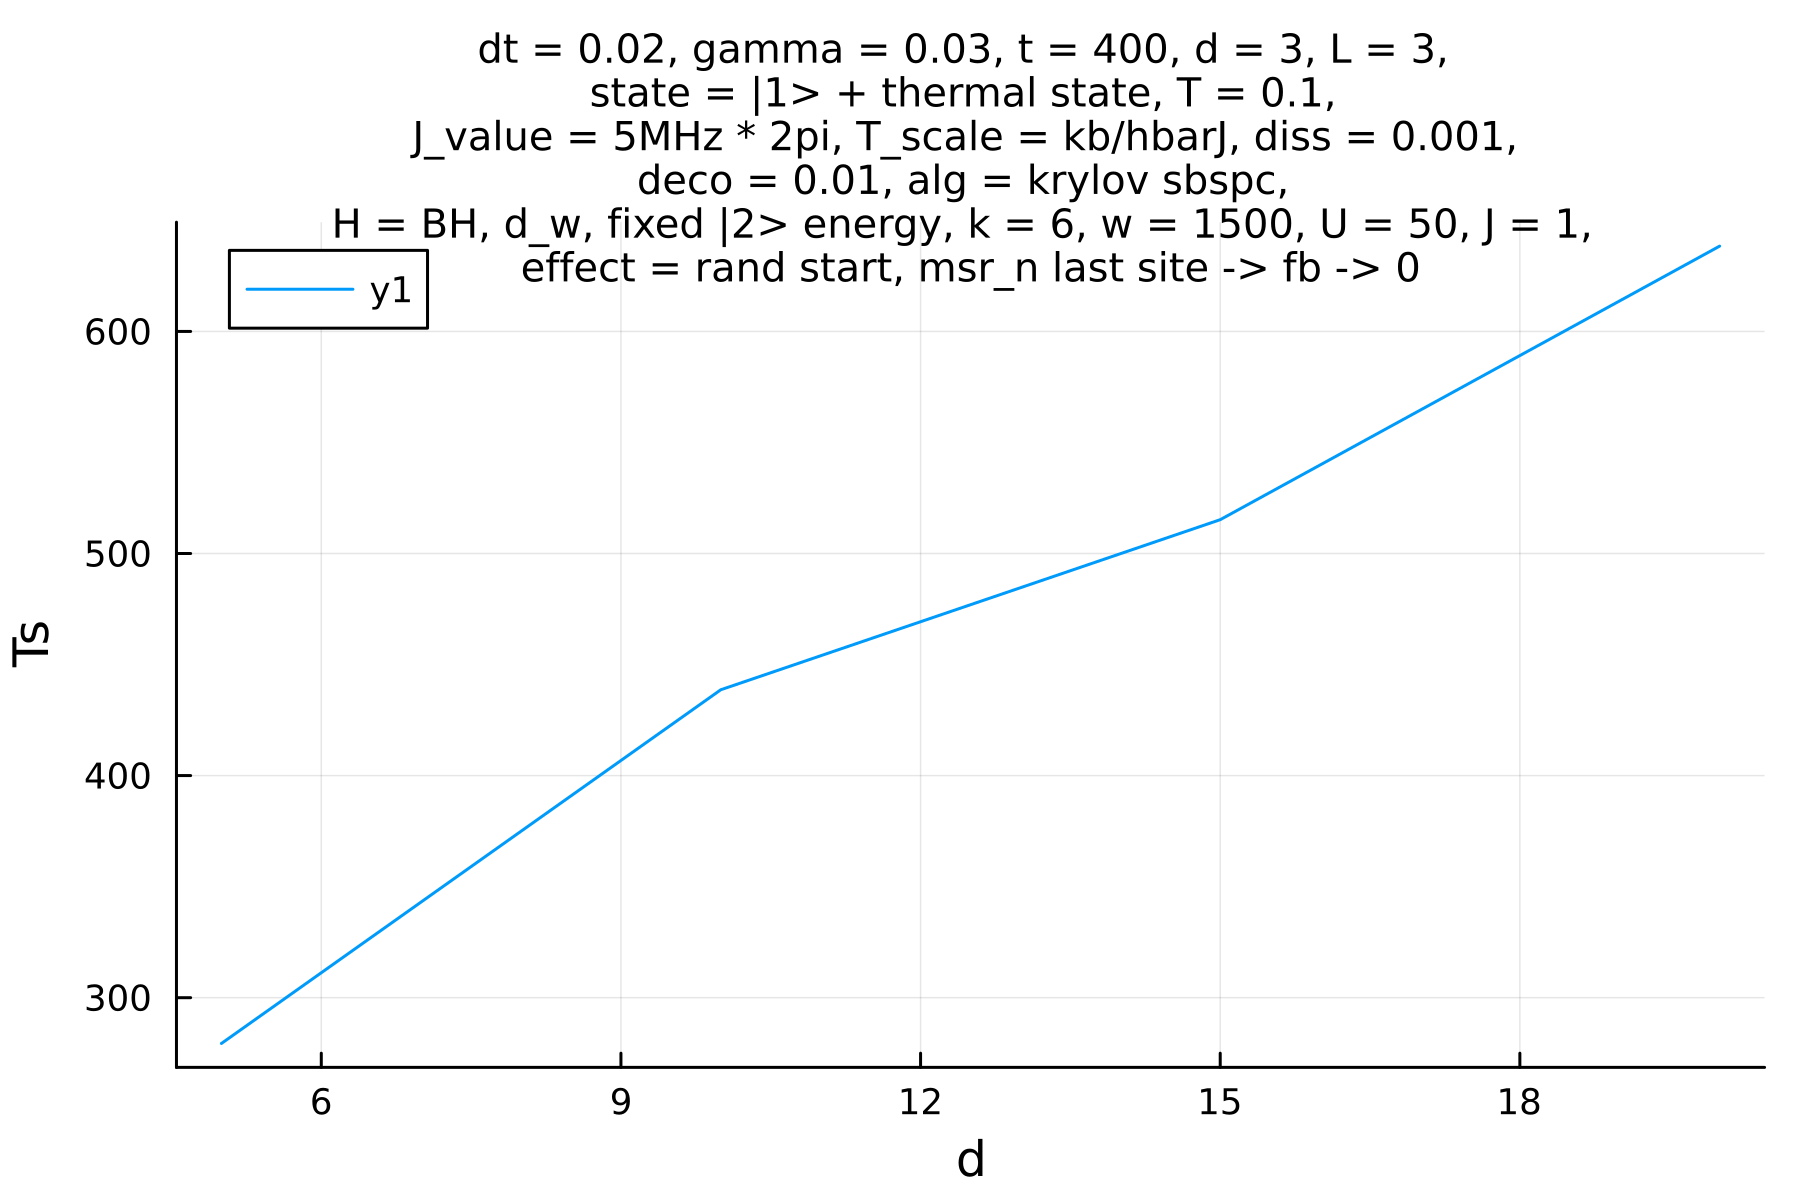 dt = 0.02, gamma = 0.03, t = 400, d = 3, L = 3,
state = |1> + thermal state, T = 0.1,
J_value = 5MHz * 2pi, T_scale = kb/hbarJ, diss = 0.001,
deco = 0.01, alg = krylov sbspc,
H = BH, d_w, fixed |2> energy, k = 6, w = 1500, U = 50, J = 1,
effect = rand start, msr_n last site -> fb -> 0
y1
600
500
400
300
Ts
6
9
12
15
18
d